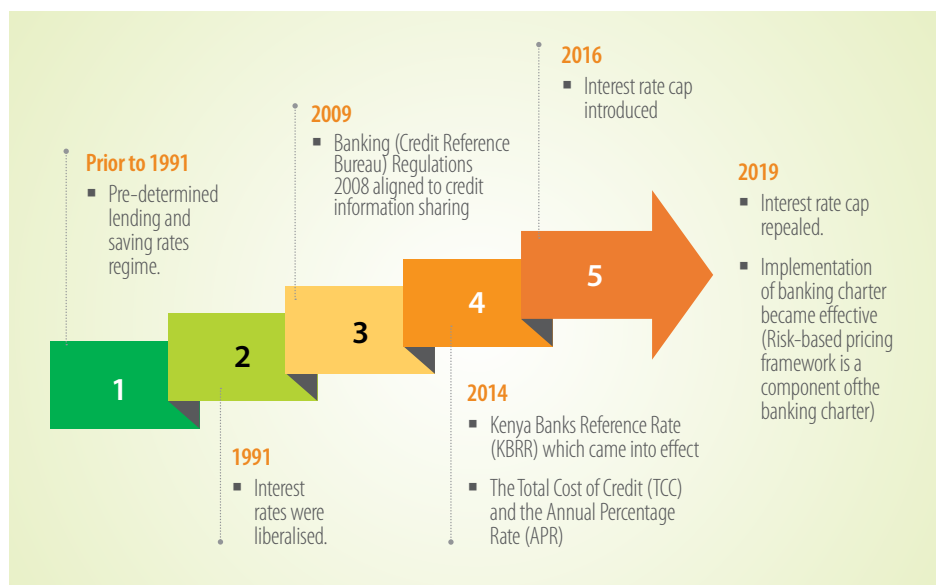 Prior to 1991
■ Pre-determined
lending and
saving rates
regime.
1
1991
■ Interest
rates were
liberalised.
2
2009
■ Banking (Credit Reference
Bureau) Regulations
2008 aligned to credit
information sharing
3
2014
■ Kenya Banks Reference Rate
(KBRR) which came into effect
■ The Total Cost of Credit (TCC)
and the Annual Percentage
Rate (APR)
4
2016
■ Interest rate cap
introduced
5
2019
■ Interest rate cap
repealed.
■ Implementation
of banking charter
became effective
(Risk-based pricing
framework is a
component ofthe
banking charter)